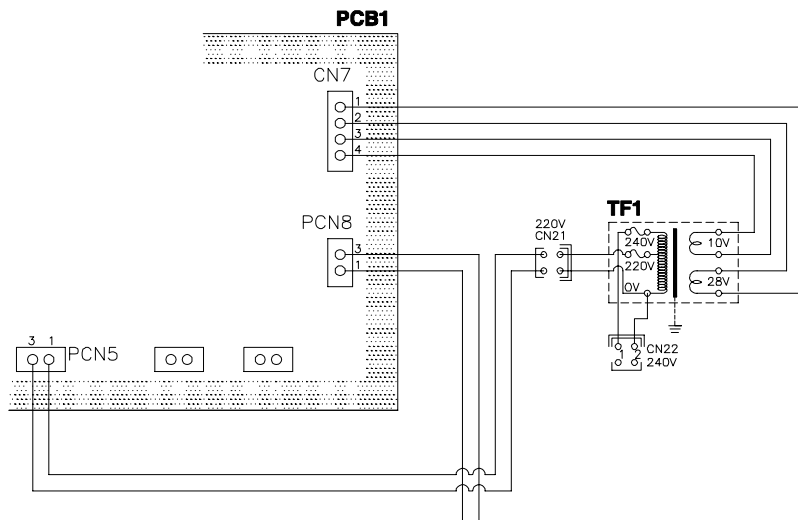 PCB1
CN7
1
2
3
4
PCN8
3
1
220V
CN21
TF1
240V
220V
0V
10V
28V
3 1
PCN5
1 2
CN22
240V